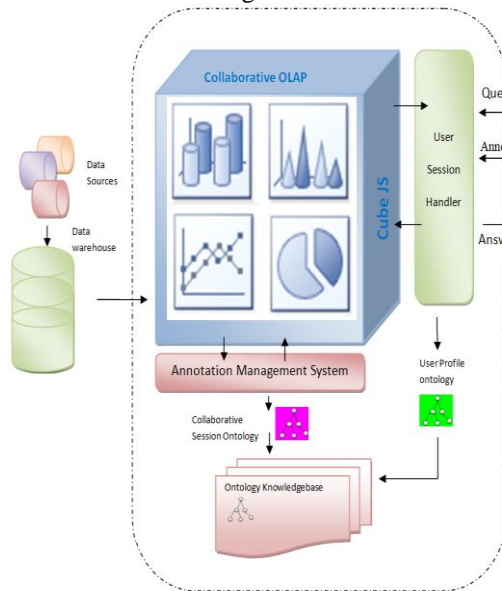 Collaborative OLAP
Cube JS
User
Session
Handler
Data
Sources
Data
warehouse
Annotation Management System
User Profile
ontology
Collaborative
Session Ontology
Ontology Knowledgebase